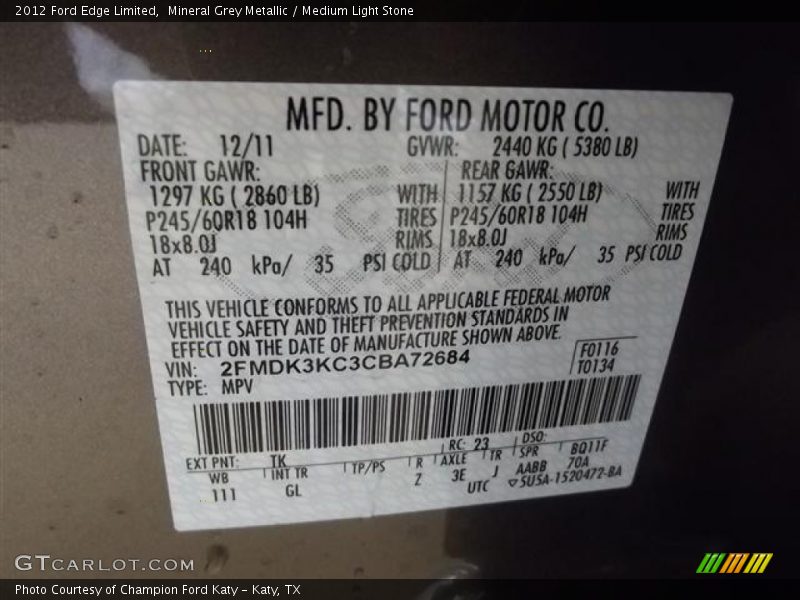 2012 Ford Edge Limited,  Mineral Grey Metallic / Medium Light Stone
MFD. BY FORD MOTOR CO.
DATE: 12/11 GVWR: 2440 KG ( 5380 LB)
FRONT GAWR: REAR GAWR:
1297 KG ( 2860 LB) WITH 1157 KG ( 2550 LB) WITH
P245/60R18 104H TIRES P245/60R18 104H TIRES
18x8.0J RIMS 18x8.0J RIMS
AT 240 kPa/ 35 PSI COLD AT 240 kPa/ 35 PSI COLD
THIS VEHICLE CONFORMS TO ALL APPLICABLE FEDERAL MOTOR
VEHICLE SAFETY AND THEFT PREVENTION STANDARDS IN
EFFECT ON THE DATE OF MANUFACTURE SHOWN ABOVE.
VIN: 2FMDK3KC3CBA72684 F0116
TYPE: MPV T0134
EXT PNT: TK RC: 23 DSO:
WB INT TR TP/PS R AXLE TR SPR BQ11F
111 GL Z 3E J AABB 70A
UTC 5U5A-1520472-BA
GTCARLOT.COM
Photo Courtesy of Champion Ford Katy - Katy, TX